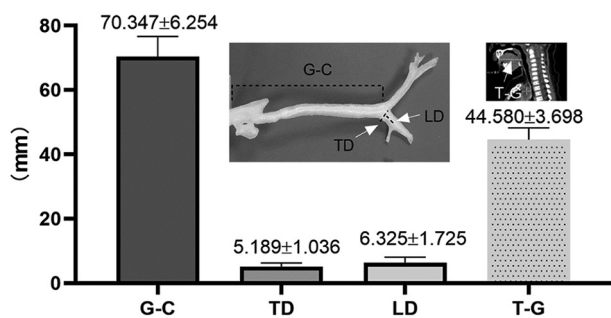 80
60
40
20
0
(mm)
70.347±6.254
5.189±1.036
6.325±1.725
44.580±3.698
G-C
TD
LD
T-G
G-C
LD
TD
T-G